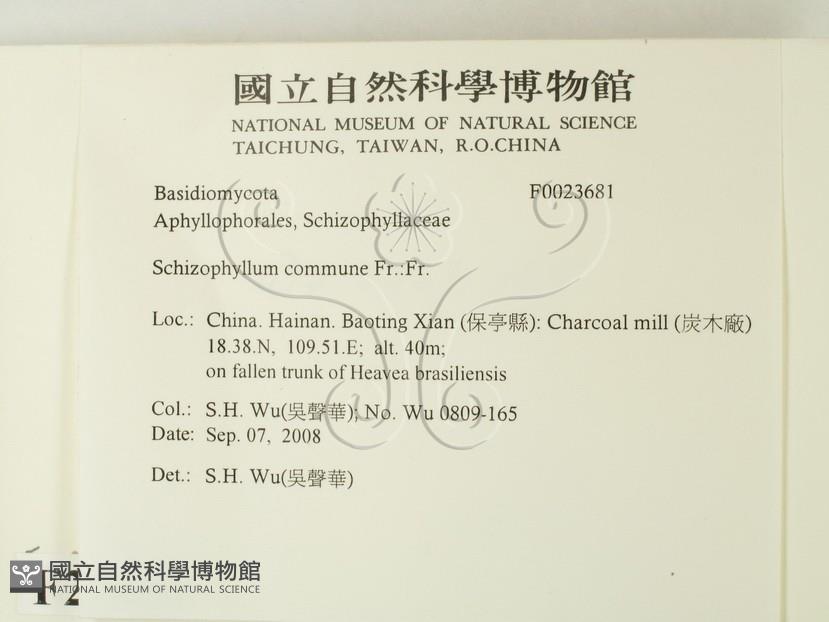 國立自然科學博物館
NATIONAL MUSEUM OF NATURAL SCIENCE
TAICHUNG, TAIWAN, R.O.CHINA
Basidiomycota F0023681
Aphyllophorales, Schizophyllaceae
Schizophyllum commune Fr.:Fr.
Loc.: China. Hainan. Baoting Xian (保亭縣): Charcoal mill (炭木廠)
18.38.N, 109.51.E; alt. 40m;
on fallen trunk of Heavea brasiliensis
Col.: S.H. Wu(吳聲華); No. Wu 0809-165
Date: Sep. 07, 2008
Det.: S.H. Wu(吳聲華)
國立自然科學博物館
NATIONAL MUSEUM OF NATURAL SCIENCE